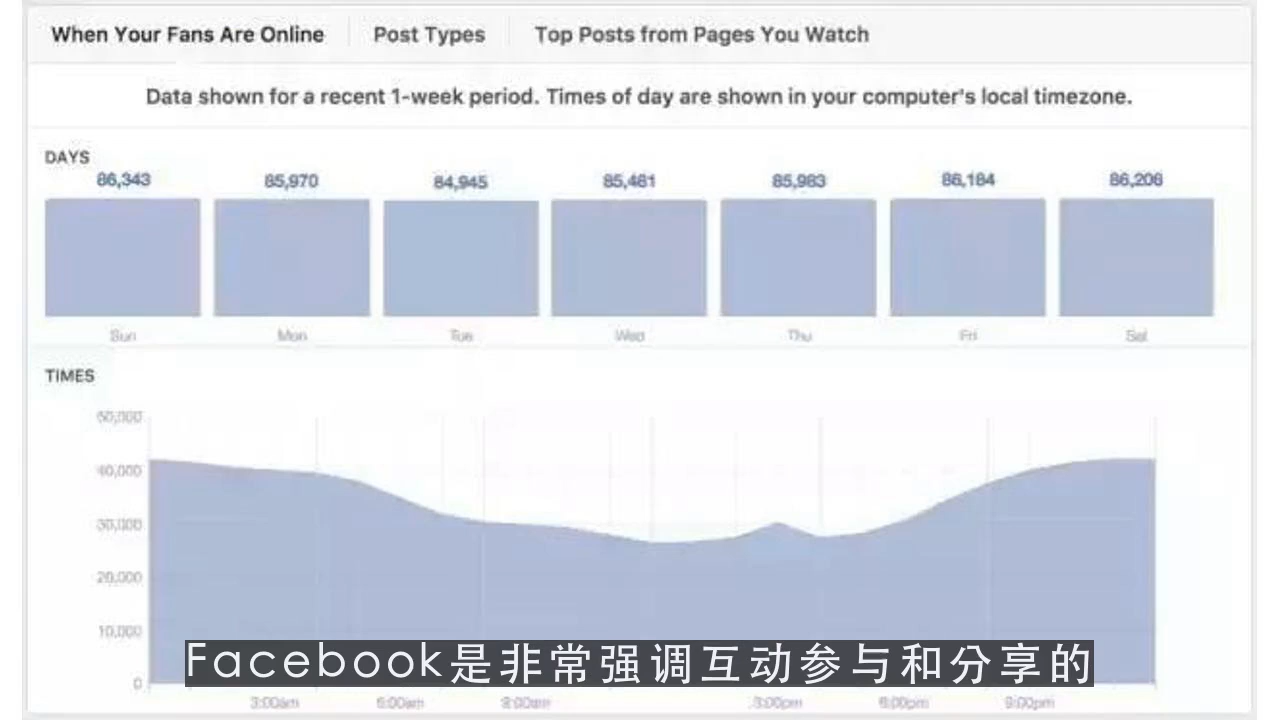 When Your Fans Are Online Post Types Top Posts from Pages You Watch
Data shown for a recent 1-week period. Times of day are shown in your computer's local timezone.
DAYS
86,343 85,970 84,945 85,461 85,983 86,184 86,206
Sun Mon Tue Wed Thu Fri Sat
TIMES
50,000
40,000
30,000
20,000
10,000
0
Facebook是非常强调互动参与和分享的
3:00am 6:00am 9:00am 3:00pm 6:00pm 9:00pm